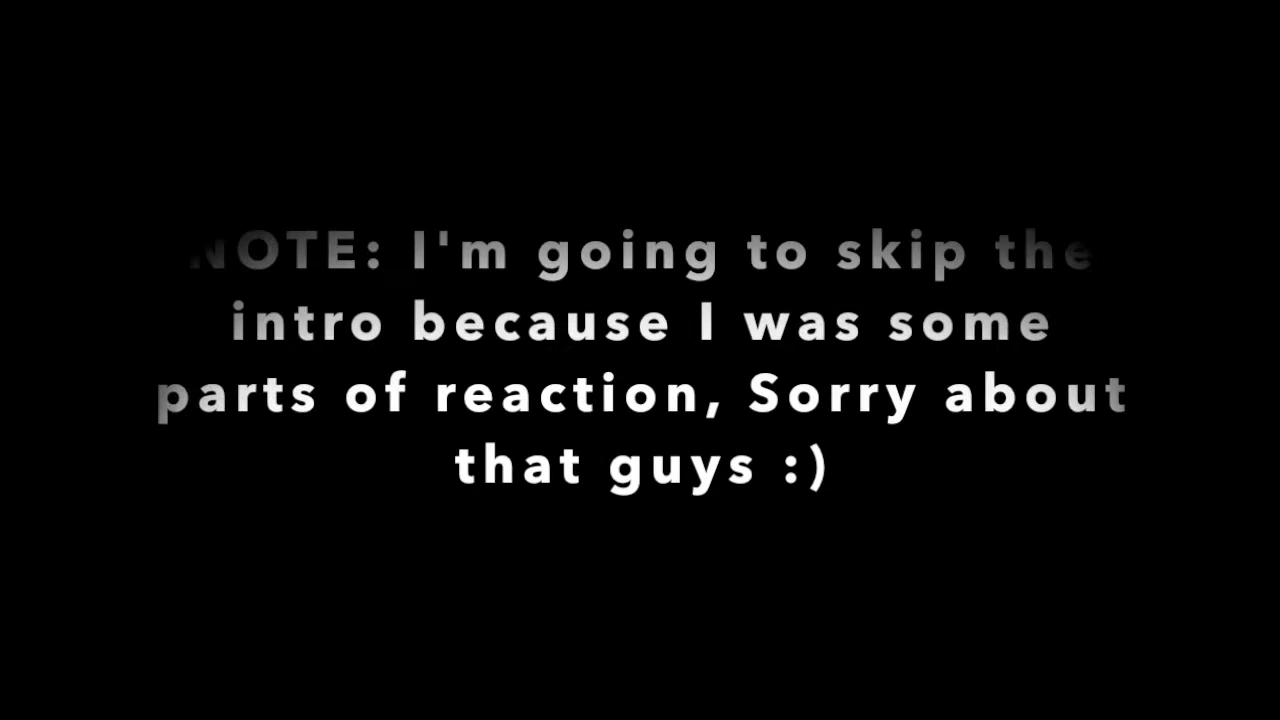 NOTE: I'm going to skip the
intro because I was some
parts of reaction, Sorry about
that guys :)